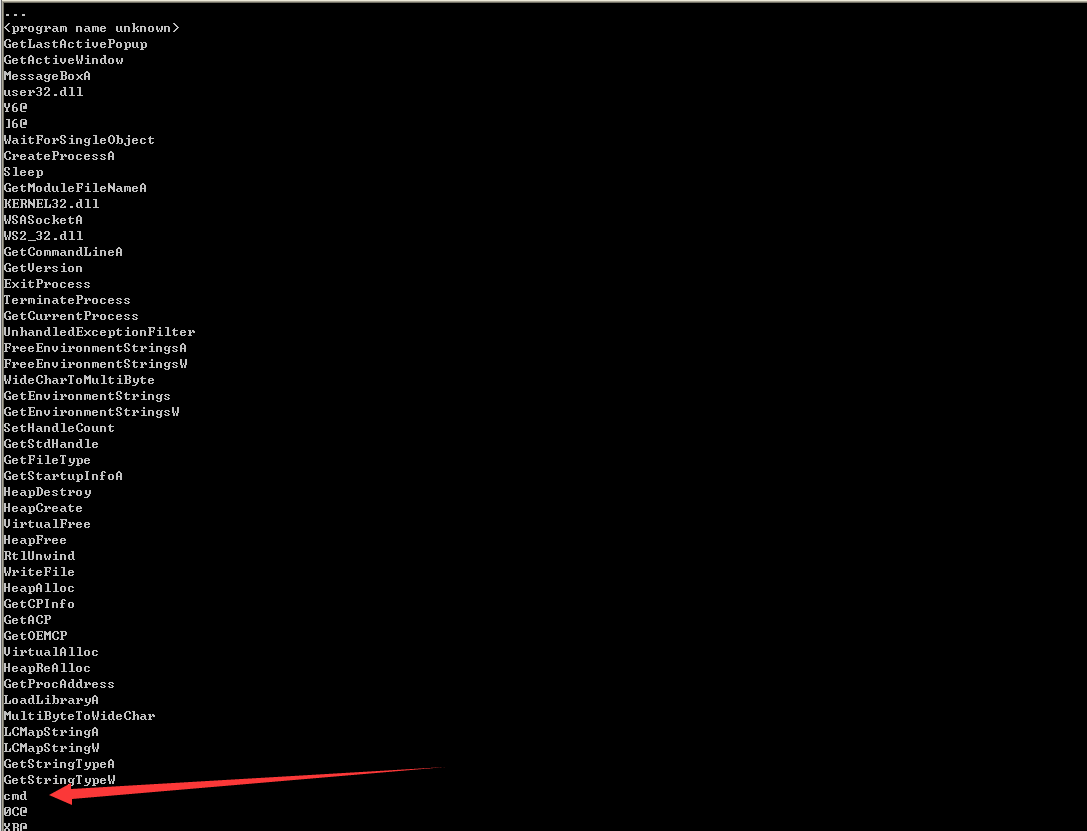 ...
<program name unknown>
GetLastActivePopup
GetActiveWindow
MessageBoxA
user32.dll
Y6@
]6@
WaitForSingleObject
CreateProcessA
Sleep
GetModuleFileNameA
KERNEL32.dll
WSASocketA
WS2_32.dll
GetCommandLineA
GetVersion
ExitProcess
TerminateProcess
GetCurrentProcess
UnhandledExceptionFilter
FreeEnvironmentStringsA
FreeEnvironmentStringsW
WideCharToMultiByte
GetEnvironmentStrings
GetEnvironmentStringsW
SetHandleCount
GetStdHandle
GetFileType
GetStartupInfoA
HeapDestroy
HeapCreate
VirtualFree
HeapFree
RtlUnwind
WriteFile
HeapAlloc
GetCPInfo
GetACP
GetOEMCP
VirtualAlloc
HeapReAlloc
GetProcAddress
LoadLibraryA
MultiByteToWideChar
LCMapStringA
LCMapStringW
GetStringTypeA
GetStringTypeW
cmd
0C@
XB@